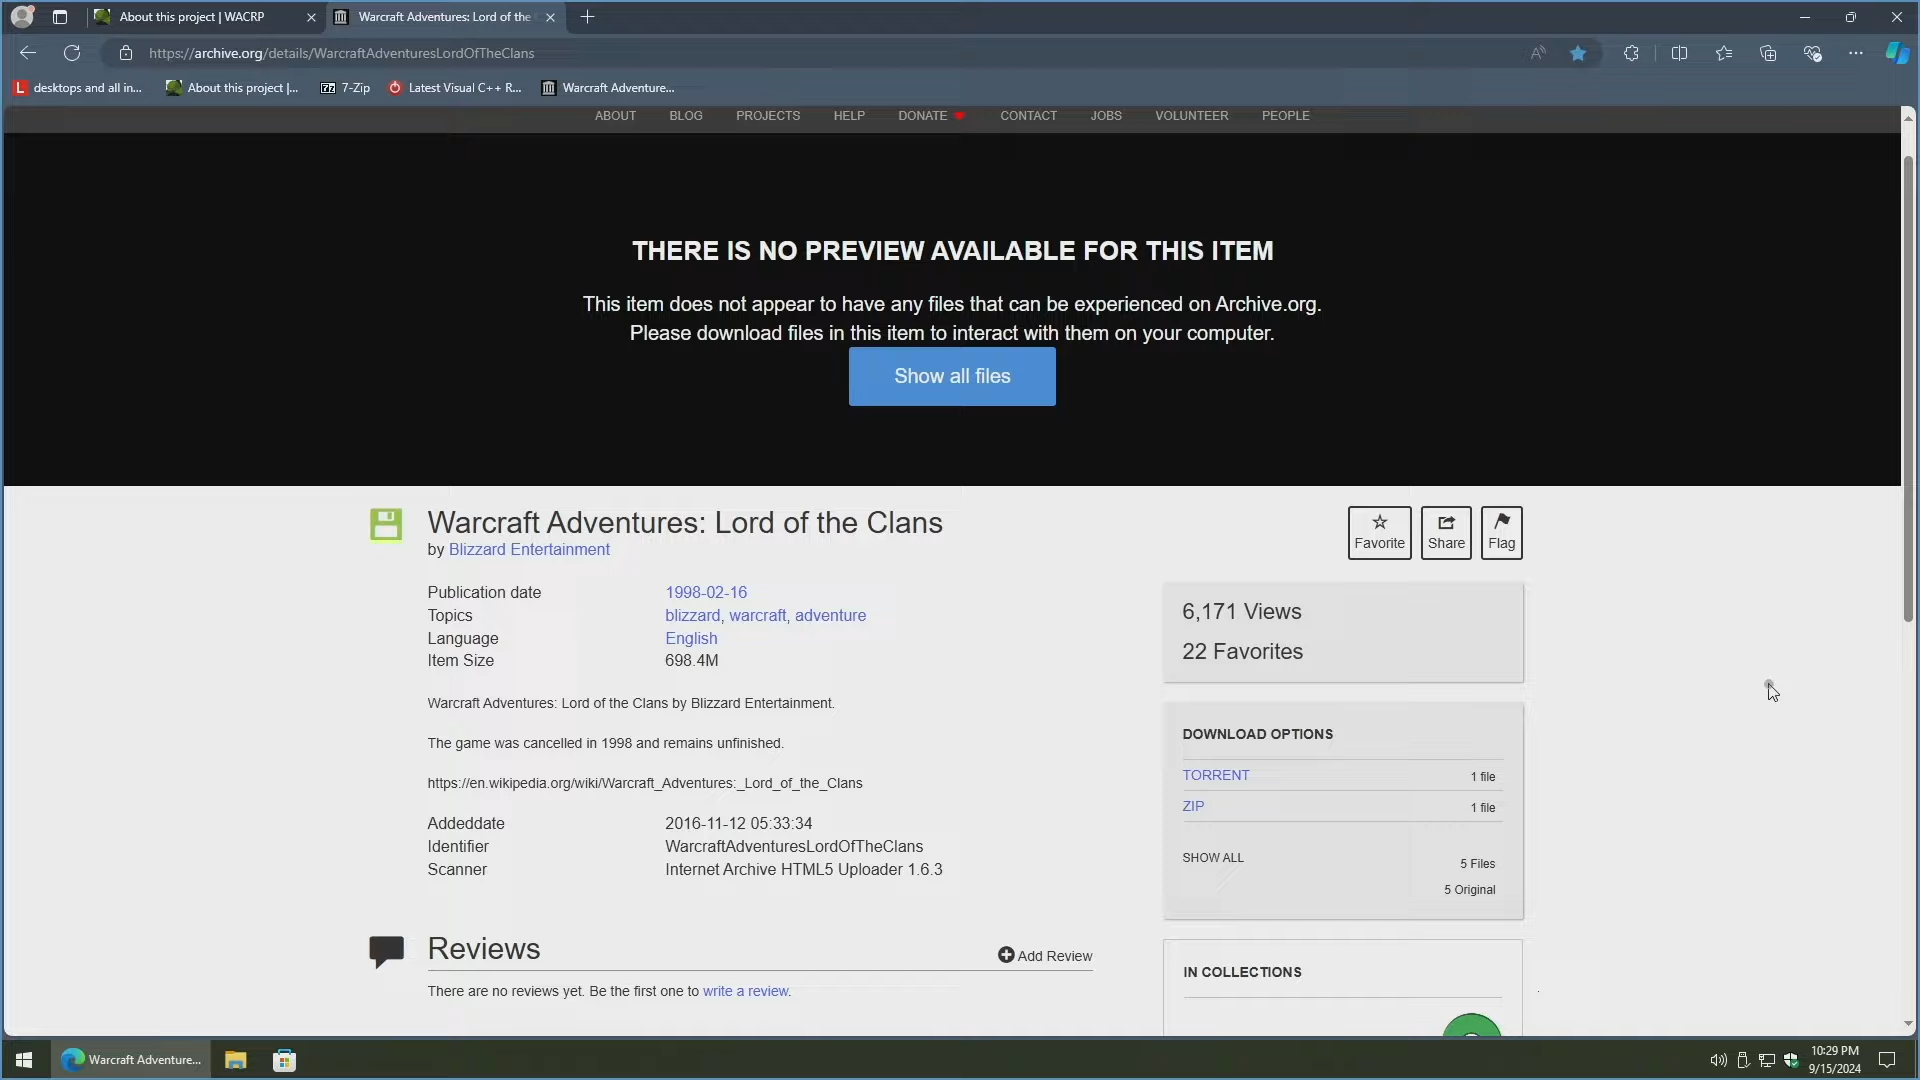 About this project | WACRP
Warcraft Adventures: Lord of the
https://archive.org/details/WarcraftAdventuresLordOfTheClans
desktops and all in...
About this project |...
7-Zip
Latest Visual C++ R...
Warcraft Adventure...
ABOUT
BLOG
PROJECTS
HELP
DONATE
CONTACT
JOBS
VOLUNTEER
PEOPLE
THERE IS NO PREVIEW AVAILABLE FOR THIS ITEM
This item does not appear to have any files that can be experienced on Archive.org.
Please download files in this item to interact with them on your computer.
Show all files
Warcraft Adventures: Lord of the Clans
by Blizzard Entertainment
Favorite
Share
Flag
Publication date 1998-02-16
Topics blizzard, warcraft, adventure
Language English
Item Size 698.4M
Warcraft Adventures: Lord of the Clans by Blizzard Entertainment.
The game was cancelled in 1998 and remains unfinished.
https://en.wikipedia.org/wiki/Warcraft_Adventures:_Lord_of_the_Clans
Addeddate 2016-11-12 05:33:34
Identifier WarcraftAdventuresLordOfTheClans
Scanner Internet Archive HTML5 Uploader 1.6.3
Reviews
Add Review
There are no reviews yet. Be the first one to write a review.
6,171 Views
22 Favorites
DOWNLOAD OPTIONS
TORRENT 1 file
ZIP 1 file
SHOW ALL 5 Files
5 Original
IN COLLECTIONS
Warcraft Adventure...
10:29 PM
9/15/2024